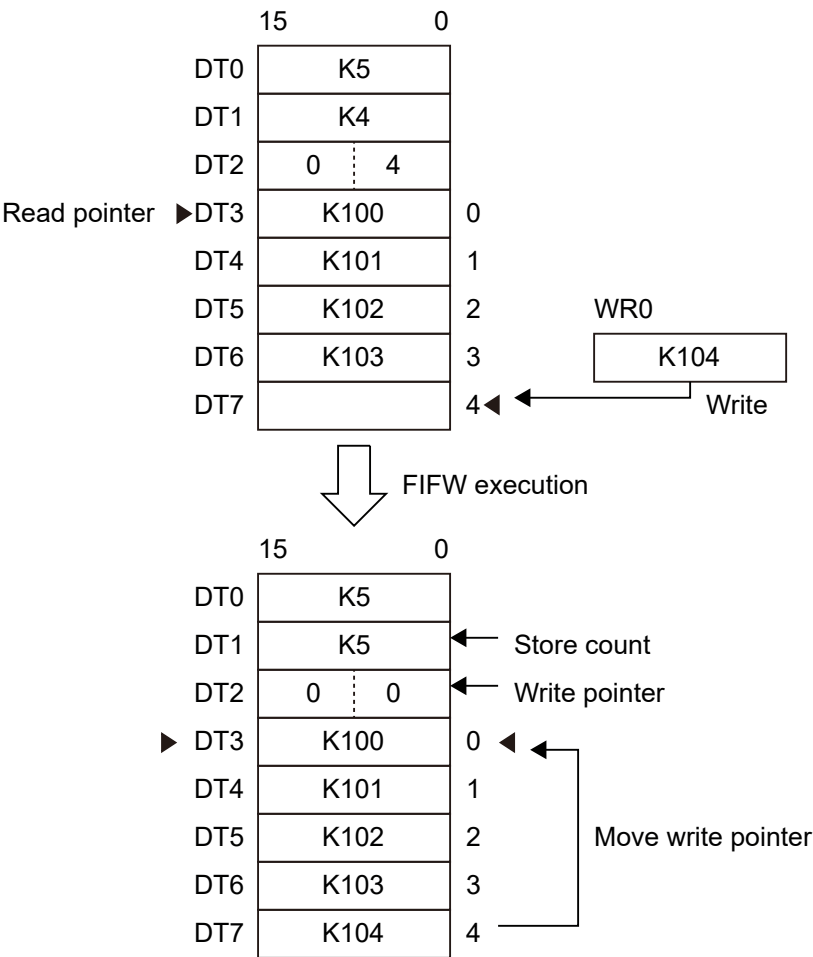 15 0
DT0 K5
DT1 K4
DT2 0 4
Read pointer DT3 K100 0
DT4 K101 1
DT5 K102 2 WR0
DT6 K103 3 K104
DT7 4 Write
FIFW execution
15 0
DT0 K5
DT1 K5 Store count
DT2 0 0 Write pointer
DT3 K100 0
DT4 K101 1
DT5 K102 2 Move write pointer
DT6 K103 3
DT7 K104 4